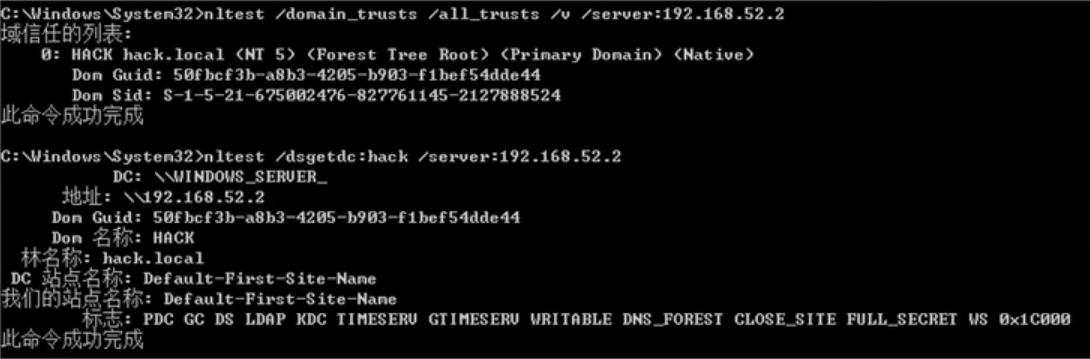 C:\Windows\System32>nltest /domain_trusts /all_trusts /v /server:192.168.52.2
域信任的列表:
0: HACK hack.local (NT 5) (Forest Tree Root) (Primary Domain) (Native)
Dom Guid: 50fbcf3b-a8b3-4205-b903-f1bef54dde44
Dom Sid: S-1-5-21-675002476-827761145-2127888524
此命令成功完成
C:\Windows\System32>nltest /dsgetdc:hack /server:192.168.52.2
DC: \\WINDOWS_SERVER_
地址: \\192.168.52.2
Dom Guid: 50fbcf3b-a8b3-4205-b903-f1bef54dde44
Dom 名称: HACK
林名称: hack.local
DC 站点名称: Default-First-Site-Name
我们的站点名称: Default-First-Site-Name
标志: PDC GC DS LDAP KDC TIMESERV GTIMESERV WRITABLE DNS_FOREST CLOSE_SITE FULL_SECRET WS 0x1C000
此命令成功完成